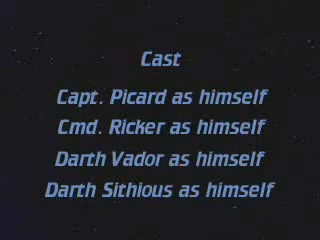 Cast
Capt. Picard as himself
Cmd. Ricker as himself
Darth Vador as himself
Darth Sithious as himself